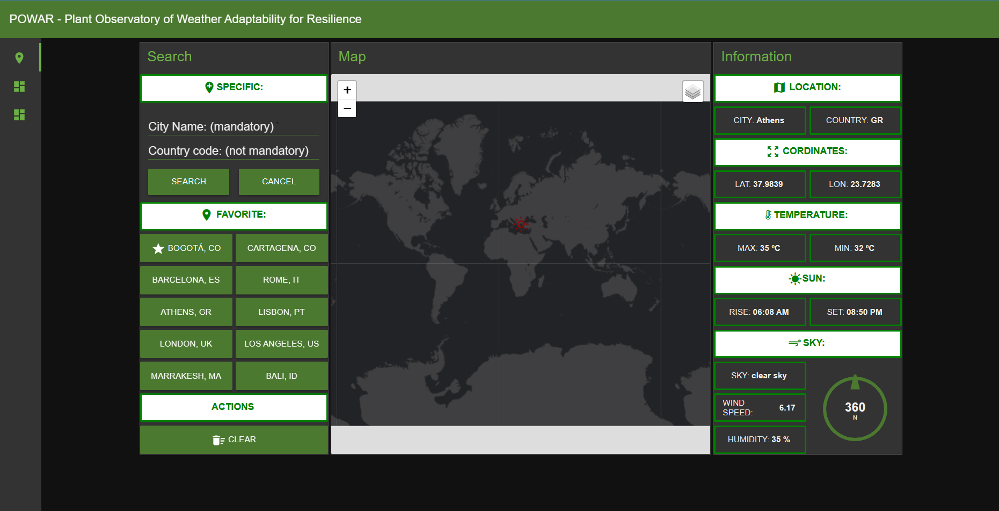 POWAR - Plant Observatory of Weather Adaptability for Resilience
Search
SPECIFIC:
City Name: (mandatory)
Country code: (not mandatory)
SEARCH
CANCEL
FAVORITE:
BOGOTÁ, CO
CARTAGENA, CO
BARCELONA, ES
ROME, IT
ATHENS, GR
LISBON, PT
LONDON, UK
LOS ANGELES, US
MARRAKESH, MA
BALI, ID
ACTIONS
CLEAR
Map
+
−
Information
LOCATION:
CITY: Athens
COUNTRY: GR
CORDINATES:
LAT: 37.9839
LON: 23.7283
TEMPERATURE:
MAX: 35 ºC
MIN: 32 ºC
SUN:
RISE: 06:08 AM
SET: 08:50 PM
SKY:
SKY: clear sky
WIND
SPEED: 6.17
HUMIDITY: 35 %
360
N